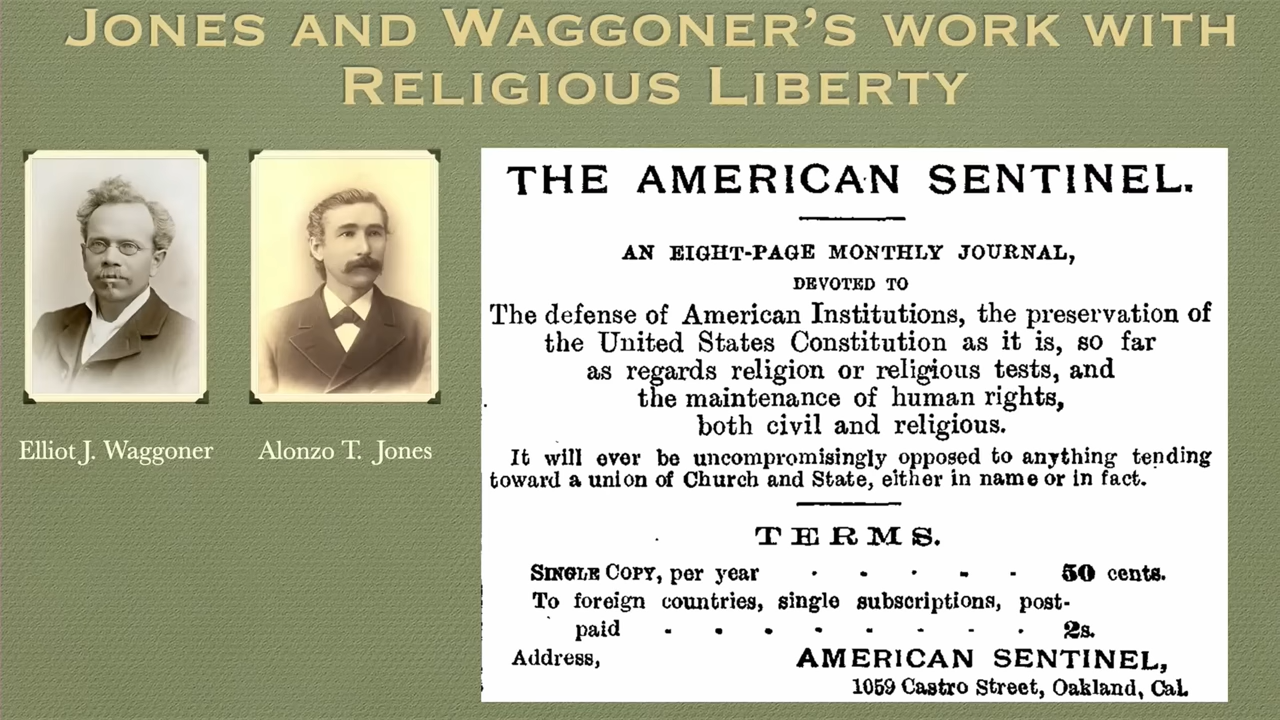 JONES AND WAGGONER'S WORK WITH
RELIGIOUS LIBERTY
Elliot J. Waggoner
Alonzo T. Jones
THE AMERICAN SENTINEL.
AN EIGHT-PAGE MONTHLY JOURNAL,
DEVOTED TO
The defense of American Institutions, the preservation of
the United States Constitution as it is, so far
as regards religion or religious tests, and
the maintenance of human rights,
both civil and religious.
It will ever be uncompromisingly opposed to anything tending
toward a union of Church and State, either in name or in fact.
TERMS.
SINGLE COPY, per year - - - - - 50 cents.
To foreign countries, single subscriptions, post-
paid - - - - - - - - 2s.
Address, AMERICAN SENTINEL,
1059 Castro Street, Oakland, Cal.